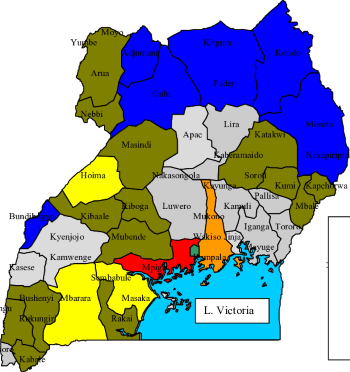 Moyo
Yumbe
Adjumani
Kitgum
Kotido
Arua
Gulu
Pader
Nebbi
Moroto
Lira
Apac
Katakwi
Masindi
Kaberamaido
Nakapiripirit
Hoima
Nakasongola
Soroti
Kayunga
Kumi
Kapchorwa
Pallisa
Kiboga
Luwero
Kamuli
Mbale
Bundibugyo
Kibaale
Mukono
Iganga
Tororo
Kyenjojo
Mubende
Wakiso
Jinja
Bugiri
Kamwenge
Kampala
Kasese
Mpigi
Sembabule
Bushenyi
Mbarara
Masaka
L. Victoria
Rukungiri
Rakai
Kabale